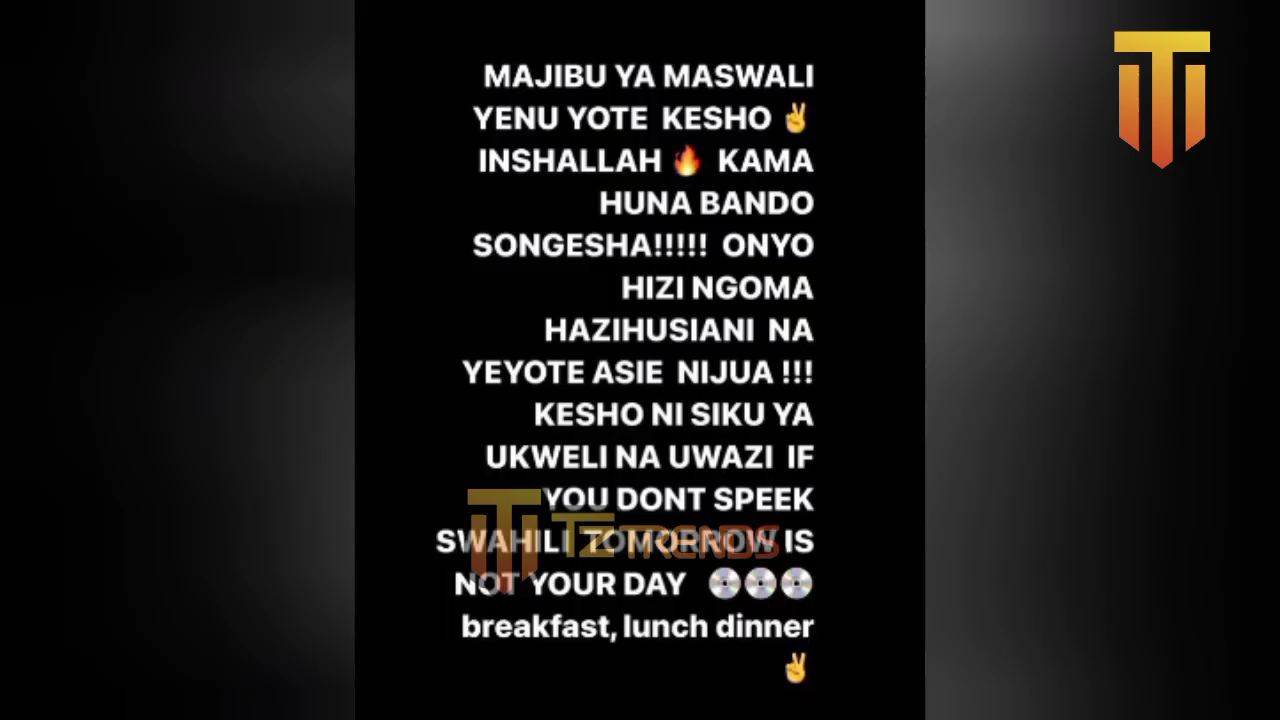 MAJIBU YA MASWALI
YENU YOTE KESHO ✌️
INSHALLAH 🔥 KAMA
HUNA BANDO
SONGESHA!!!!! ONYO
HIZI NGOMA
HAZIHUSIANI NA
YEYOTE ASIE NIJUA !!!
KESHO NI SIKU YA
UKWELI NA UWAZI IF
YOU DONT SPEEK
SWAHILI TOMORROW IS
NOT YOUR DAY 💿💿💿
breakfast, lunch dinner
✌️
TZ TRENDS